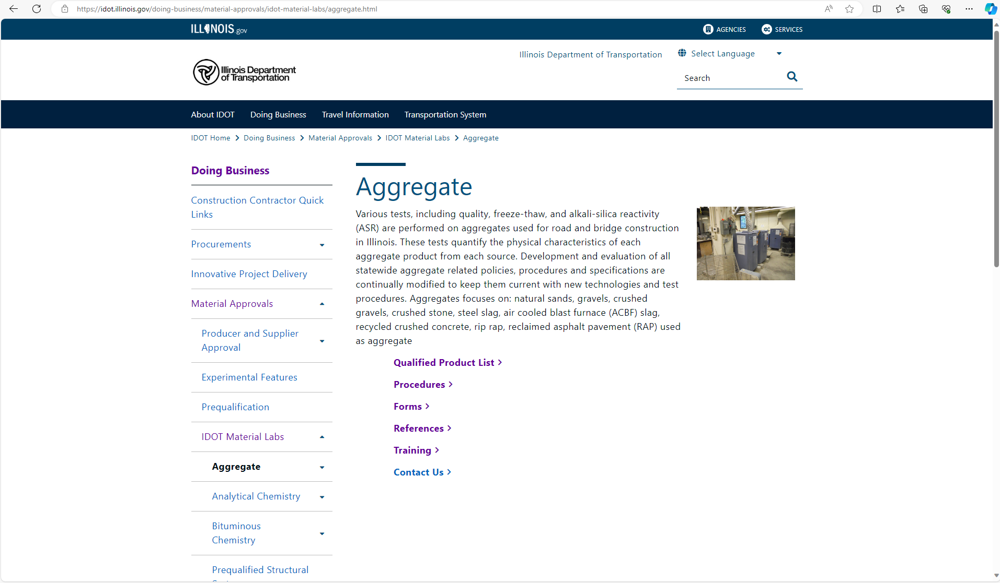 https://idot.illinois.gov/doing-business/material-approvals/idot-material-labs/aggregate.html
ILLINOIS.gov
AGENCIES
SERVICES
Illinois Department of Transportation
Select Language
Illinois Department
of Transportation
Search
About IDOT
Doing Business
Travel Information
Transportation System
IDOT Home > Doing Business > Material Approvals > IDOT Material Labs > Aggregate
Doing Business
Construction Contractor Quick
Links
Procurements
Innovative Project Delivery
Material Approvals
Producer and Supplier
Approval
Experimental Features
Prequalification
IDOT Material Labs
Aggregate
Analytical Chemistry
Bituminous
Chemistry
Prequalified Structural
Aggregate
Various tests, including quality, freeze-thaw, and alkali-silica reactivity
(ASR) are performed on aggregates used for road and bridge construction
in Illinois. These tests quantify the physical characteristics of each
aggregate product from each source. Development and evaluation of all
statewide aggregate related policies, procedures and specifications are
continually modified to keep them current with new technologies and test
procedures. Aggregates focuses on: natural sands, gravels, crushed
gravels, crushed stone, steel slag, air cooled blast furnace (ACBF) slag,
recycled crushed concrete, rip rap, reclaimed asphalt pavement (RAP) used
as aggregate
Qualified Product List >
Procedures >
Forms >
References >
Training >
Contact Us >